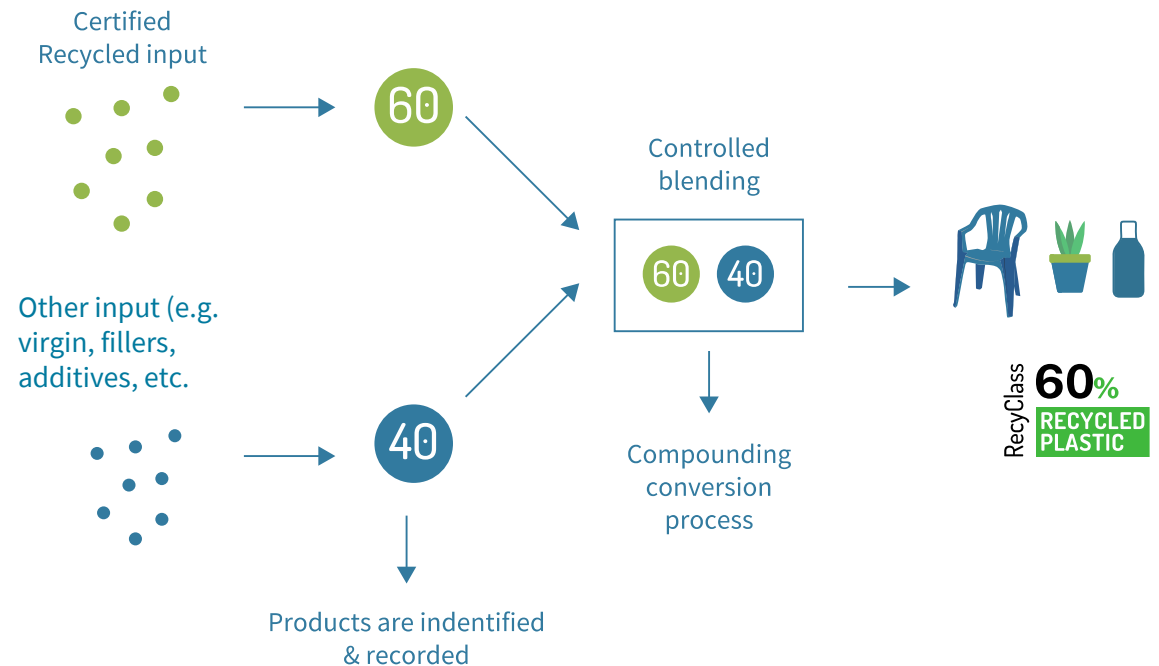 Certified
Recycled input
60
Controlled
blending
60 40
Other input (e.g.
virgin, fillers,
additives, etc.
40
Compounding
conversion
process
Products are indentified
& recorded
RecyClass
60%
RECYCLED
PLASTIC